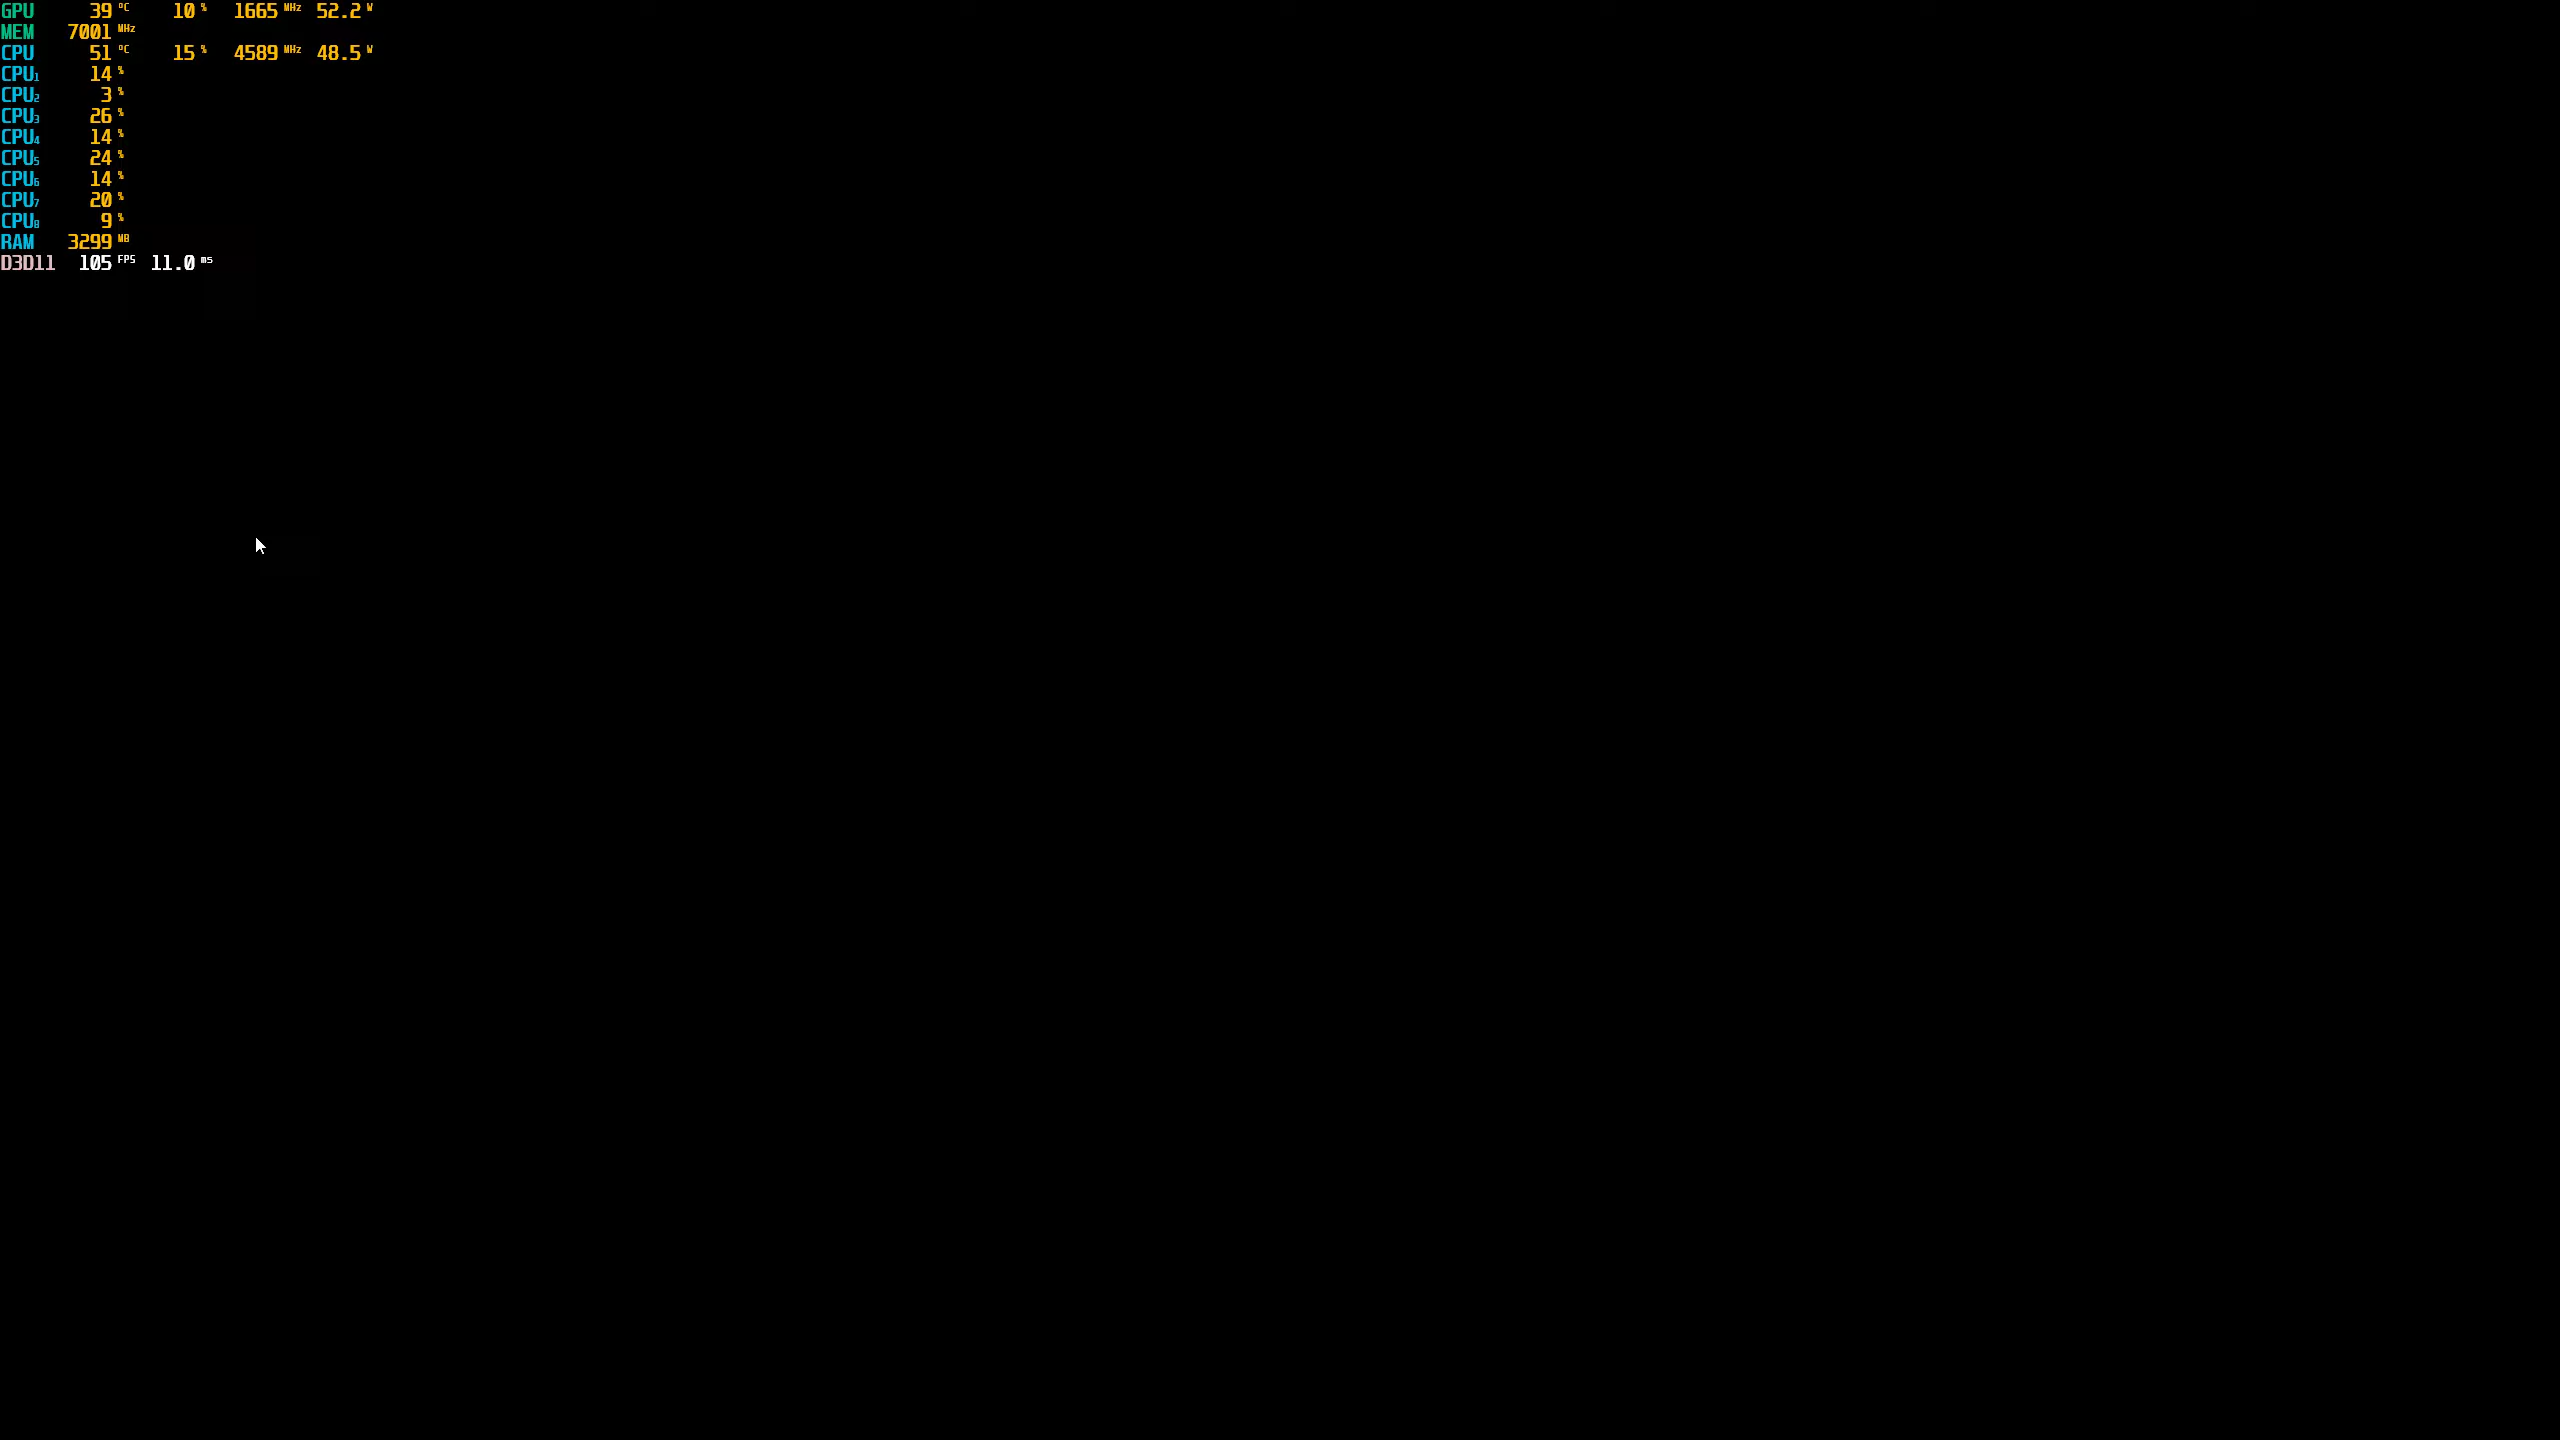 GPU 39 °C 10 % 1665 MHz 52.2 W
MEM 7001 MHz
CPU 51 °C 15 % 4589 MHz 48.5 W
CPU₁ 14 %
CPU₂ 3 %
CPU₃ 26 %
CPU₄ 14 %
CPU₅ 24 %
CPU₆ 14 %
CPU₇ 20 %
CPU₈ 9 %
RAM 3299 MB
D3D11 105 FPS 11.0 ms